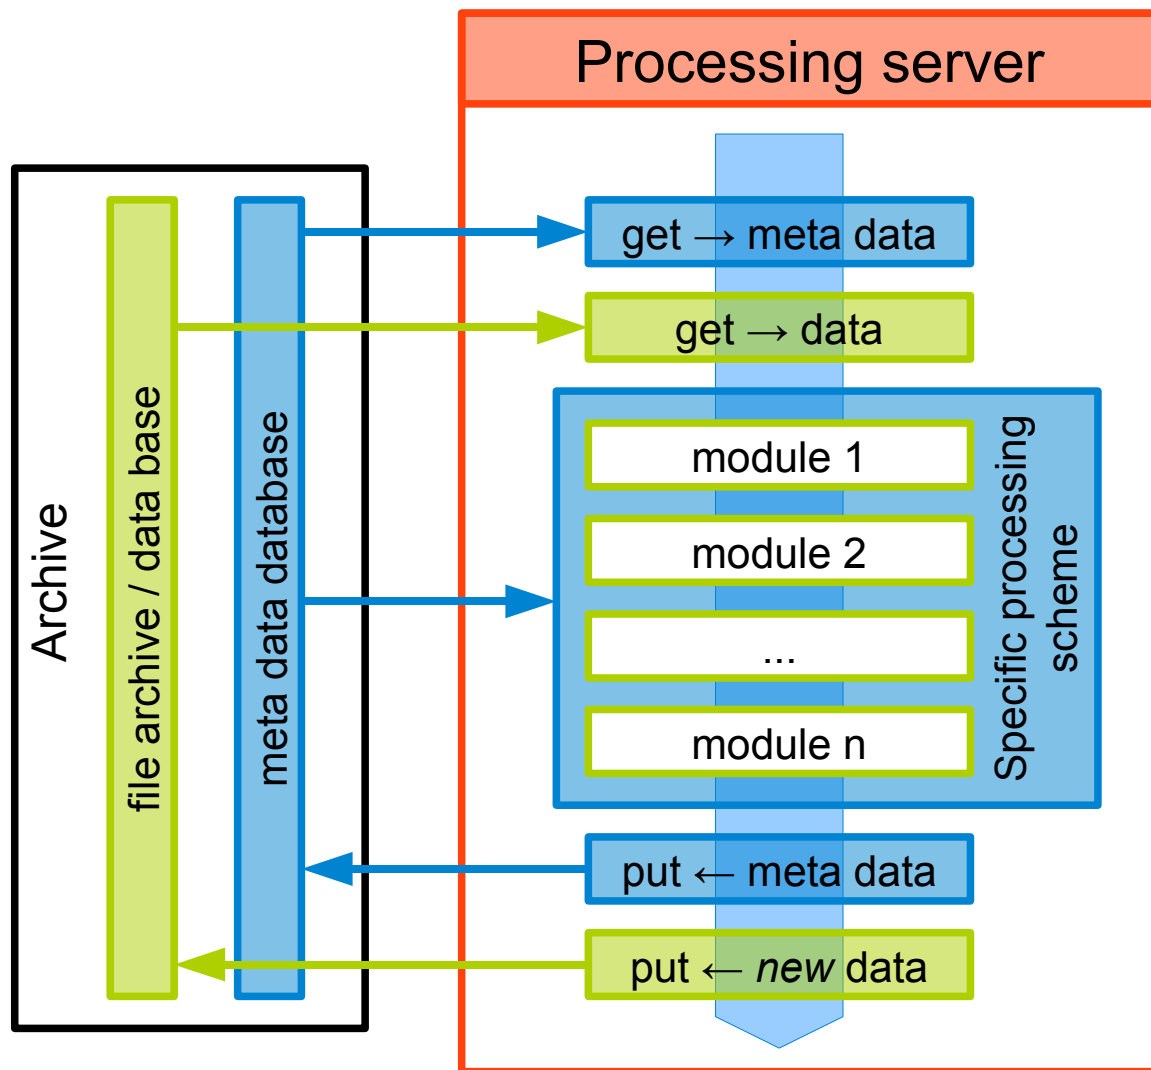 Processing server
Archive
file archive / data base
meta data database
get → meta data
get → data
module 1
module 2
...
module n
Specific processing
scheme
put ← meta data
put ← new data